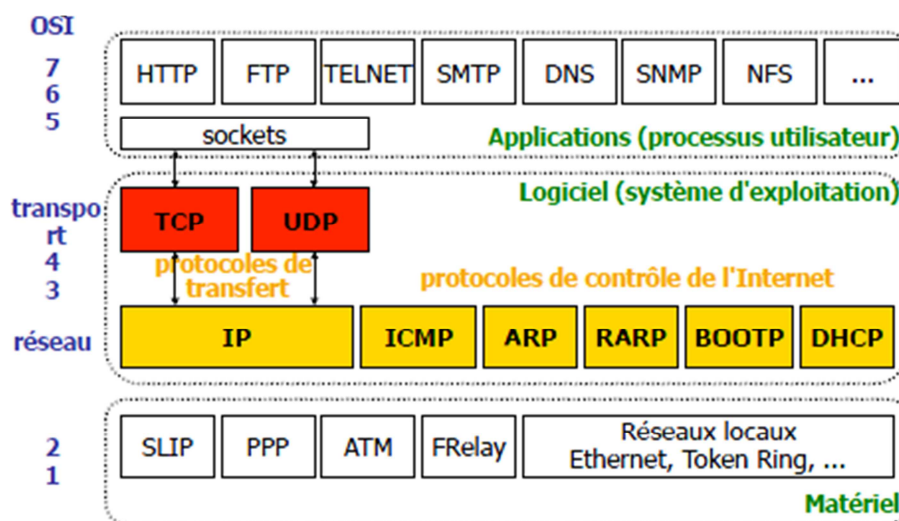 OSI
7
6
5
HTTP FTP TELNET SMTP DNS SNMP NFS ...
sockets
Applications (processus utilisateur)
Logiciel (système d'exploitation)
transpo
rt
4
3
TCP UDP
protocoles de
transfert
protocoles de contrôle de l'Internet
réseau
IP ICMP ARP RARP BOOTP DHCP
2
1
SLIP PPP ATM FRelay
Réseaux locaux
Ethernet, Token Ring, ...
Matériel